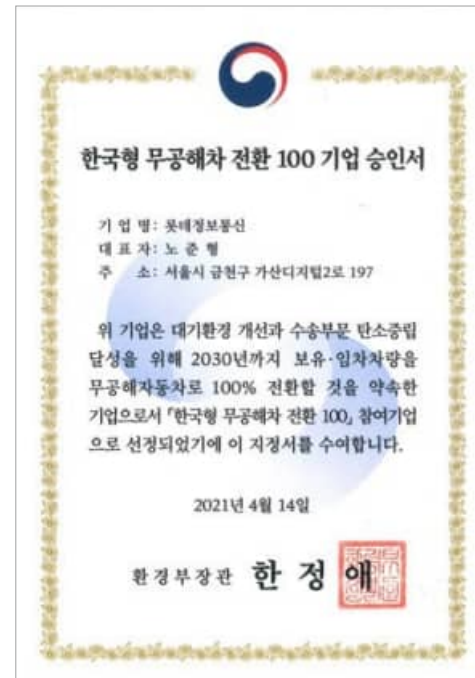 한국형 무공해차 전환 100 기업 승인서
기 업 명: 롯데정보통신
대 표 자: 노 준 형
주 소: 서울시 금천구 가산디지털2로 197
위 기업은 대기환경 개선과 수송부문 탄소중립
달성을 위해 2030년까지 보유·임차차량을
무공해자동차로 100% 전환할 것을 약속한
기업으로서 「한국형 무공해차 전환 100」 참여기업
으로 선정되었기에 이 지정서를 수여합니다.
2021년 4월 14일
환경부장관 한 정 애